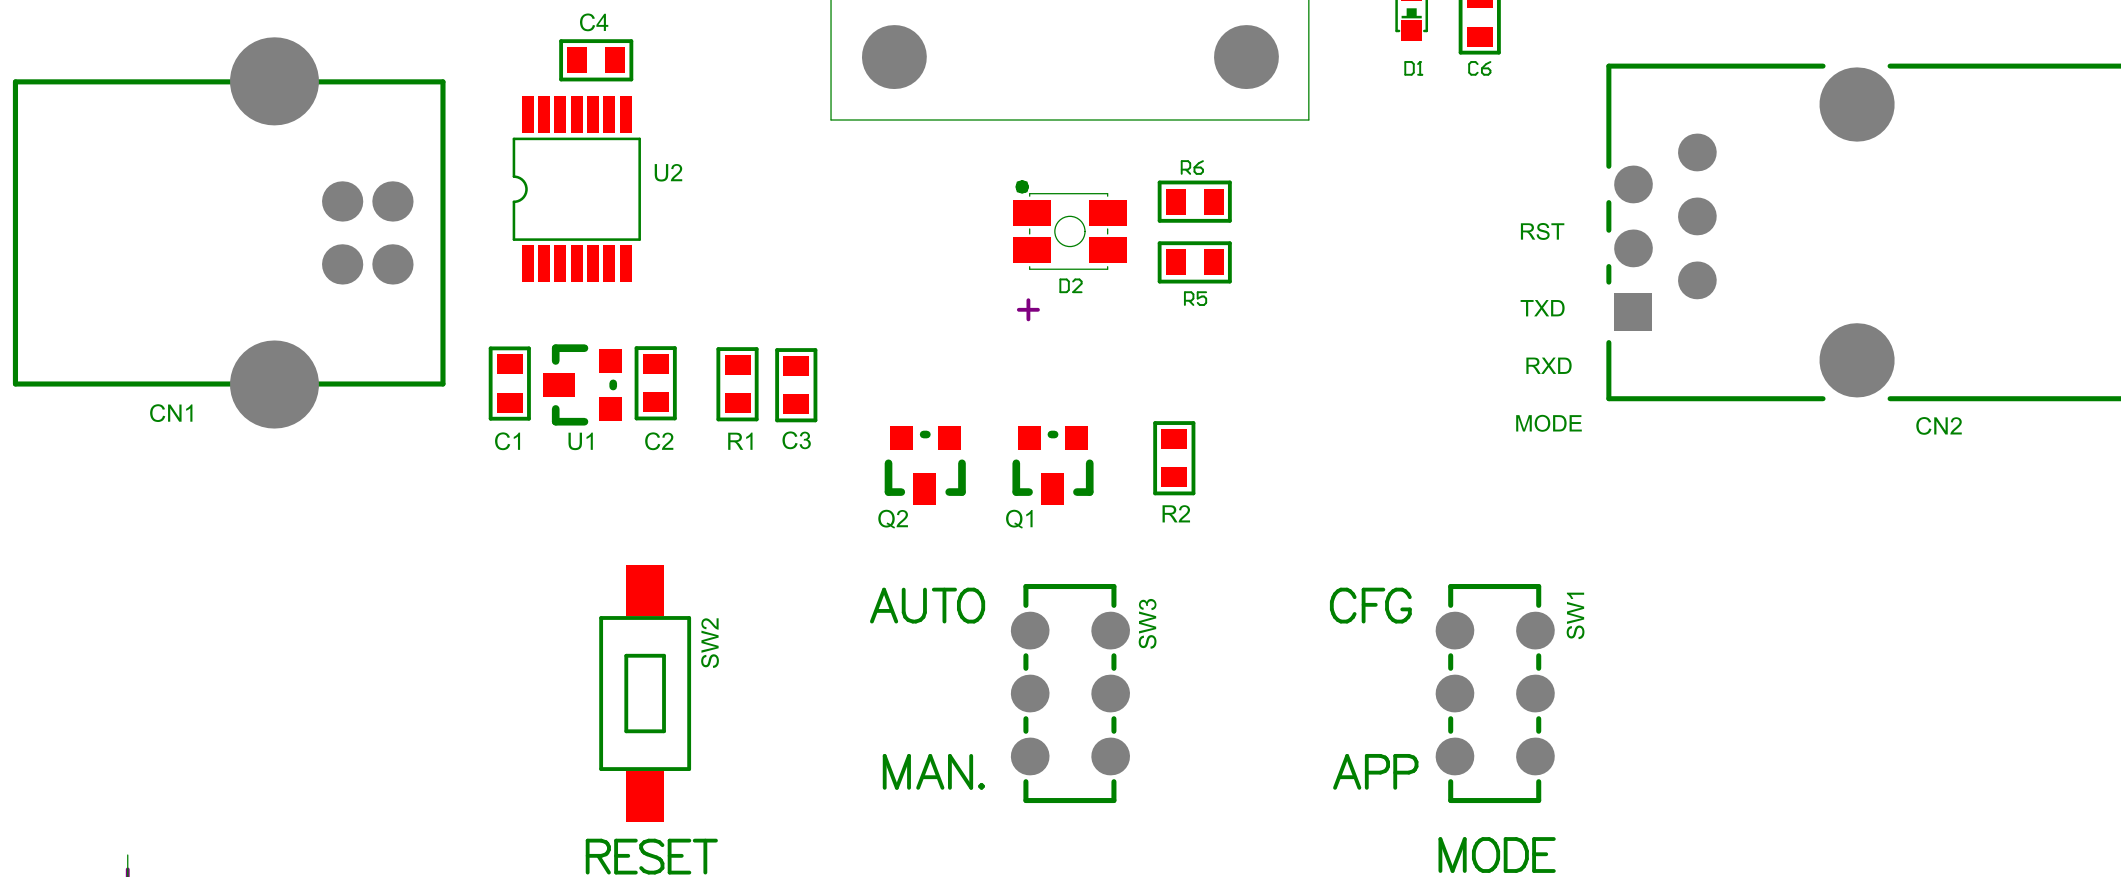 C4
D1
C6
U2
R6
RST
D2
R5
TXD
RXD
CN1
MODE
CN2
C1
U1
C2
R1
C3
Q2
Q1
R2
AUTO
SW3
CFG
SW1
SW2
MAN.
APP
RESET
MODE